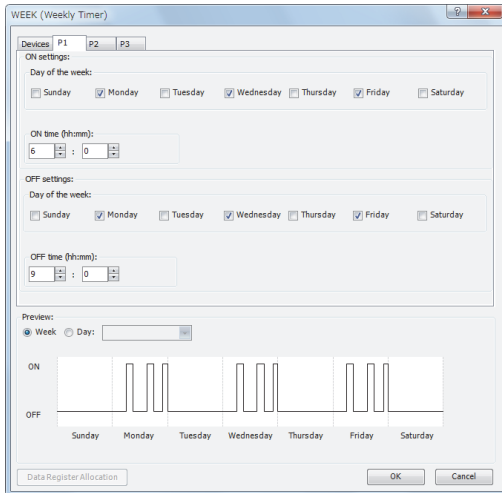 WEEK (Weekly Timer)
?
Devices P1 P2 P3
ON settings:
Day of the week:
Sunday Monday Tuesday Wednesday Thursday Friday Saturday
ON time (hh:mm):
6 : 0
OFF settings:
Day of the week:
Sunday Monday Tuesday Wednesday Thursday Friday Saturday
OFF time (hh:mm):
9 : 0
Preview:
Week Day:
ON
OFF
Sunday Monday Tuesday Wednesday Thursday Friday Saturday
Data Register Allocation OK Cancel